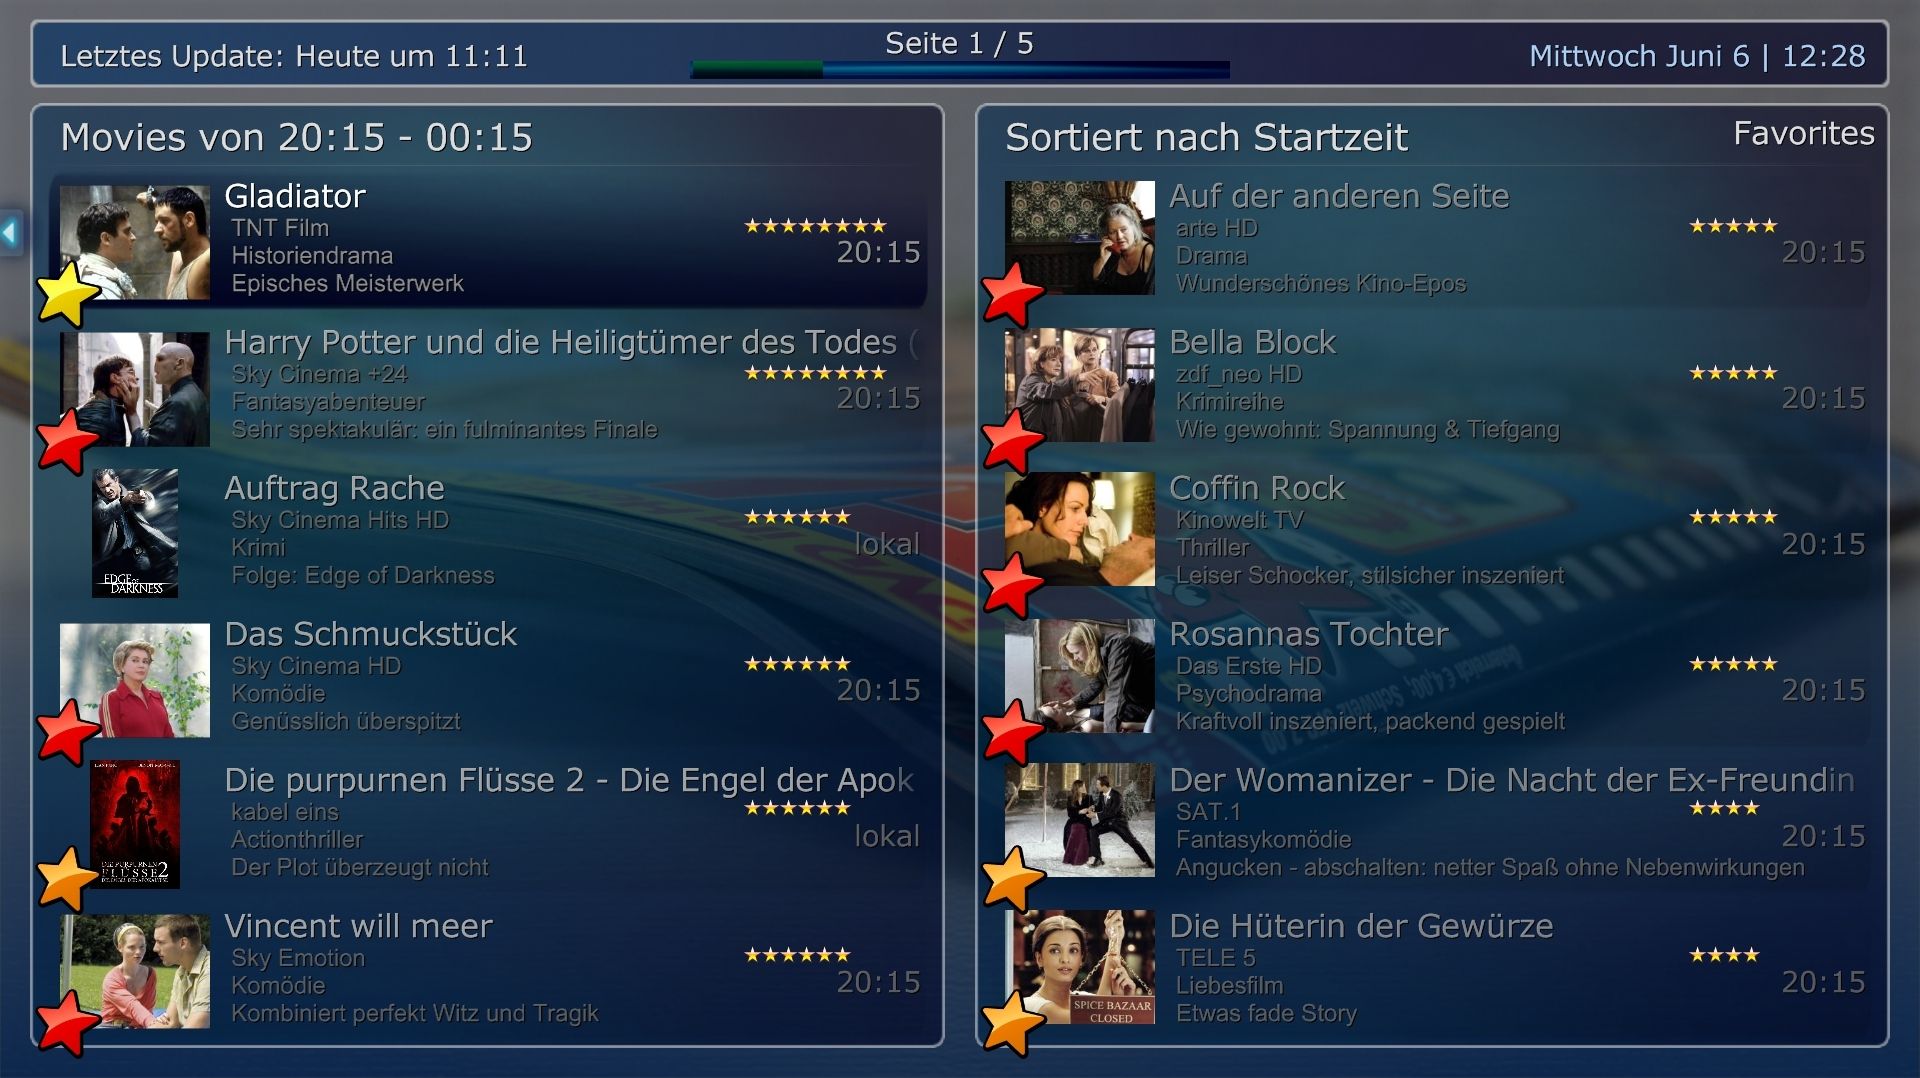 Letztes Update: Heute um 11:11
Seite 1 / 5
Mittwoch Juni 6 | 12:28
Movies von 20:15 - 00:15
Gladiator
TNT Film
Historiendrama
20:15
Episches Meisterwerk
Harry Potter und die Heiligtümer des Todes (
Sky Cinema +24
Fantasyabenteuer
20:15
Sehr spektakulär: ein fulminantes Finale
Auftrag Rache
Sky Cinema Hits HD
Krimi
lokal
Folge: Edge of Darkness
EDGE OF
DARKNESS
Das Schmuckstück
Sky Cinema HD
Komödie
20:15
Genüsslich überspitzt
Die purpurnen Flüsse 2 - Die Engel der Apok
kabel eins
Actionthriller
lokal
Der Plot überzeugt nicht
DIE PURPURNEN
FLÜSSE 2
DIE ENGEL DER APOKALYPSE
Vincent will meer
Sky Emotion
Komödie
20:15
Kombiniert perfekt Witz und Tragik
Sortiert nach Startzeit
Favorites
Auf der anderen Seite
arte HD
Drama
20:15
Wunderschönes Kino-Epos
Bella Block
zdf_neo HD
Krimireihe
20:15
Wie gewohnt: Spannung & Tiefgang
Coffin Rock
Kinowelt TV
Thriller
20:15
Leiser Schocker, stilsicher inszeniert
Rosannas Tochter
Das Erste HD
Psychodrama
20:15
Kraftvoll inszeniert, packend gespielt
Der Womanizer - Die Nacht der Ex-Freundin
SAT.1
Fantasykomödie
20:15
Angucken - abschalten: netter Spaß ohne Nebenwirkungen
Die Hüterin der Gewürze
TELE 5
Liebesfilm
20:15
Etwas fade Story
SPICE BAZAAR
CLOSED